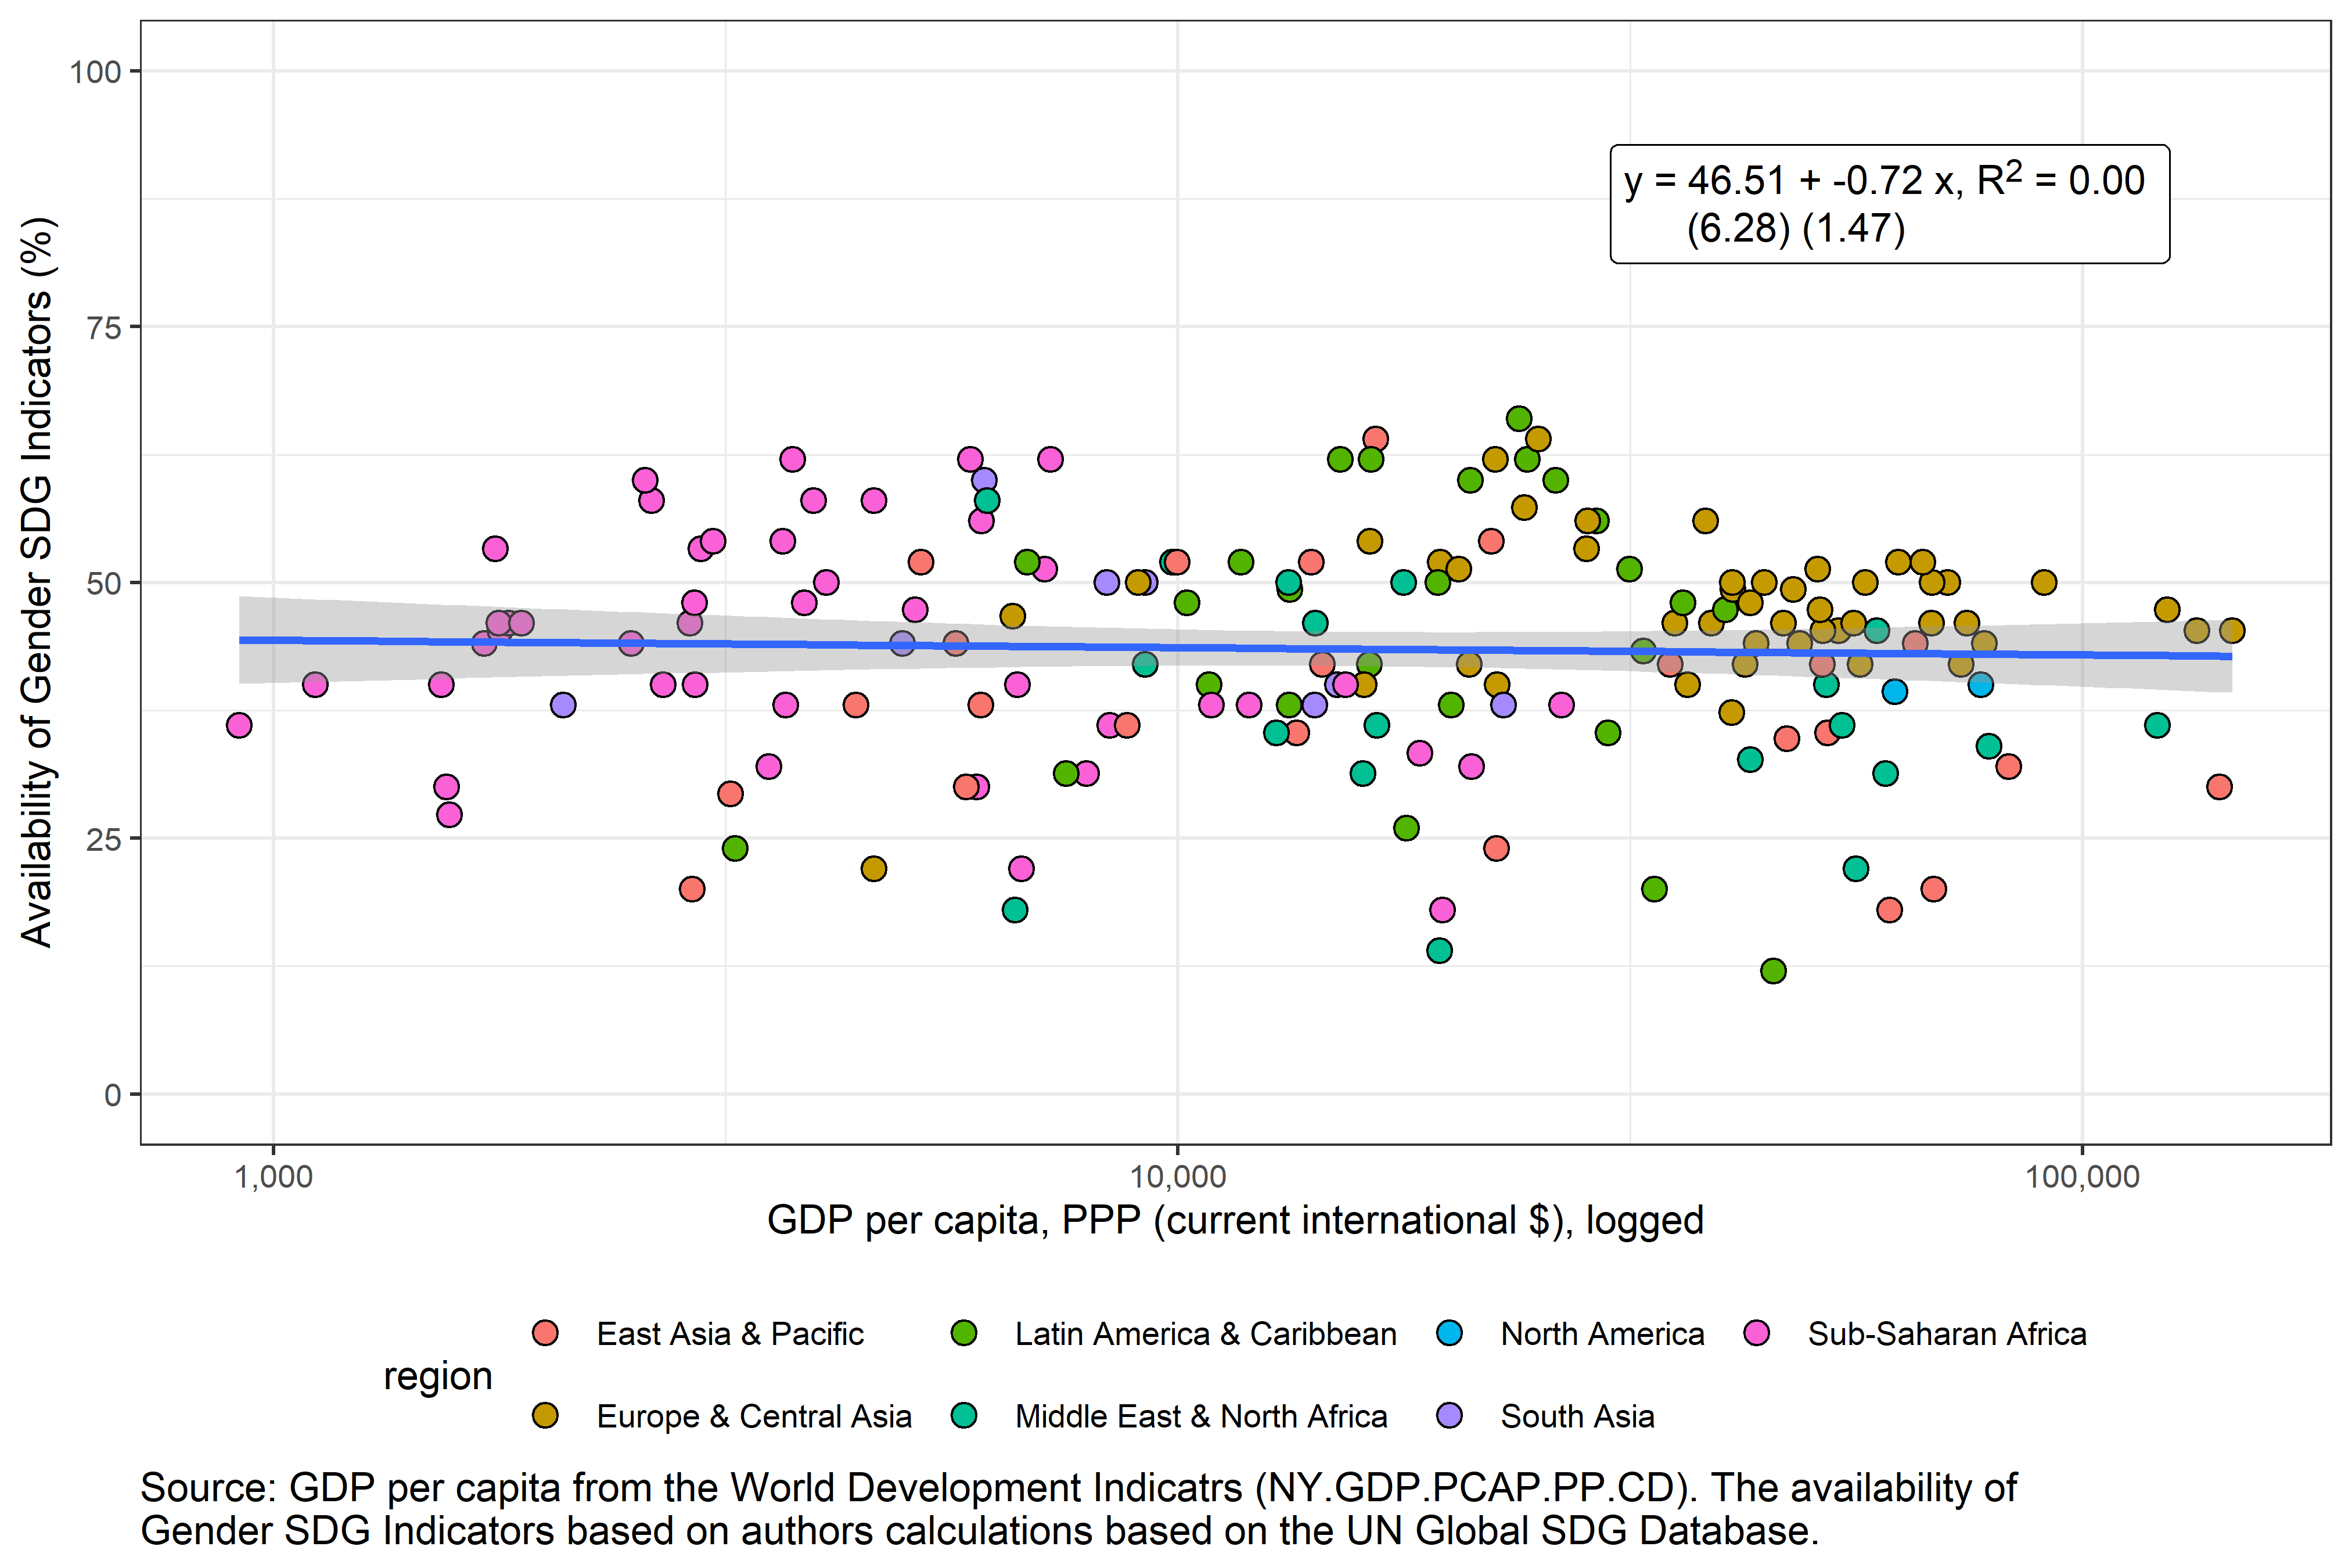 y = 46.51 + -0.72 x, R² = 0.00
(6.28) (1.47)
100
75
50
25
0
Availability of Gender SDG Indicators (%)
1,000 10,000 100,000
GDP per capita, PPP (current international $), logged
region
East Asia & Pacific Latin America & Caribbean North America Sub-Saharan Africa
Europe & Central Asia Middle East & North Africa South Asia
Source: GDP per capita from the World Development Indicatrs (NY.GDP.PCAP.PP.CD). The availability of
Gender SDG Indicators based on authors calculations based on the UN Global SDG Database.